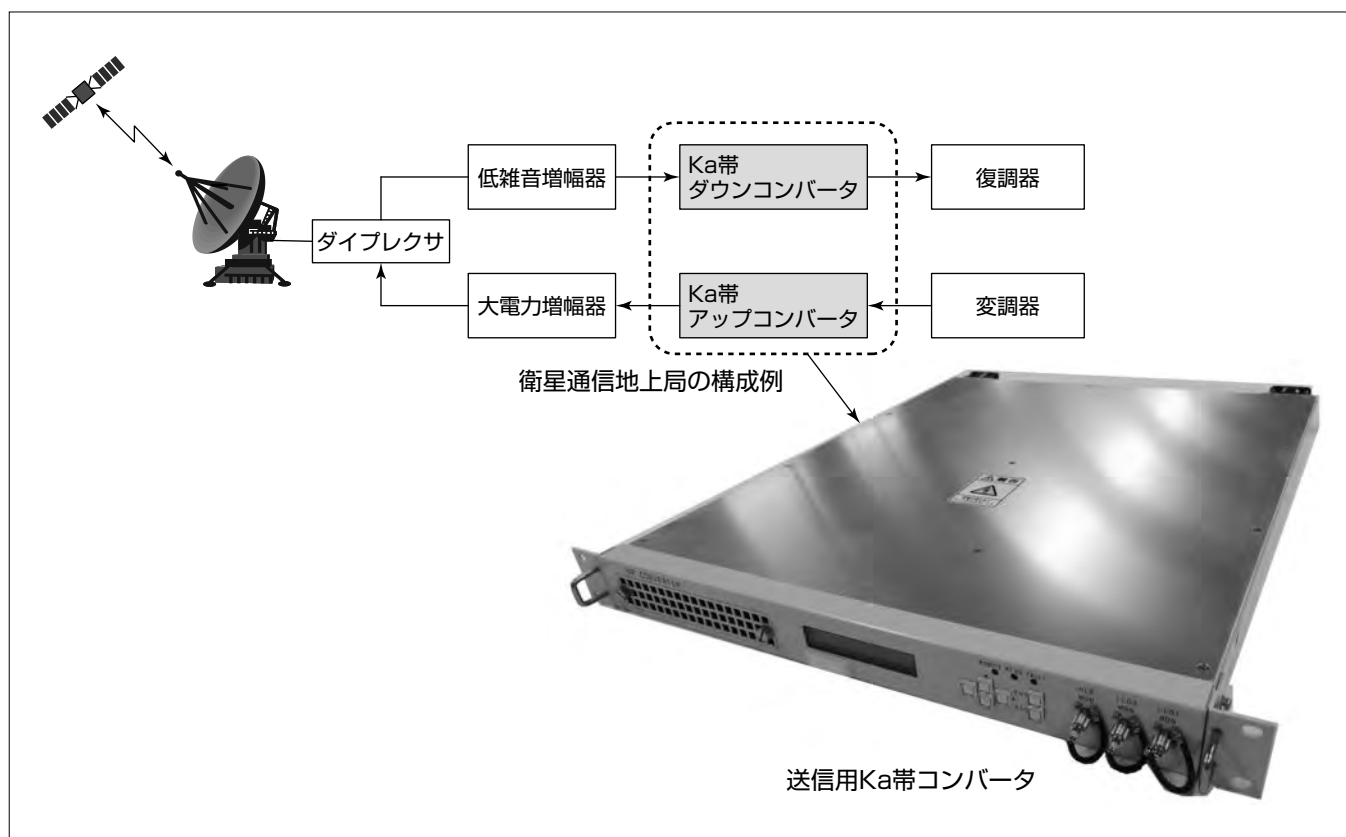 低雑音増幅器
Ka帯
ダウンコンバータ
復調器
ダイプレクサ
大電力増幅器
Ka帯
アップコンバータ
変調器
衛星通信地上局の構成例
送信用Ka帯コンバータ